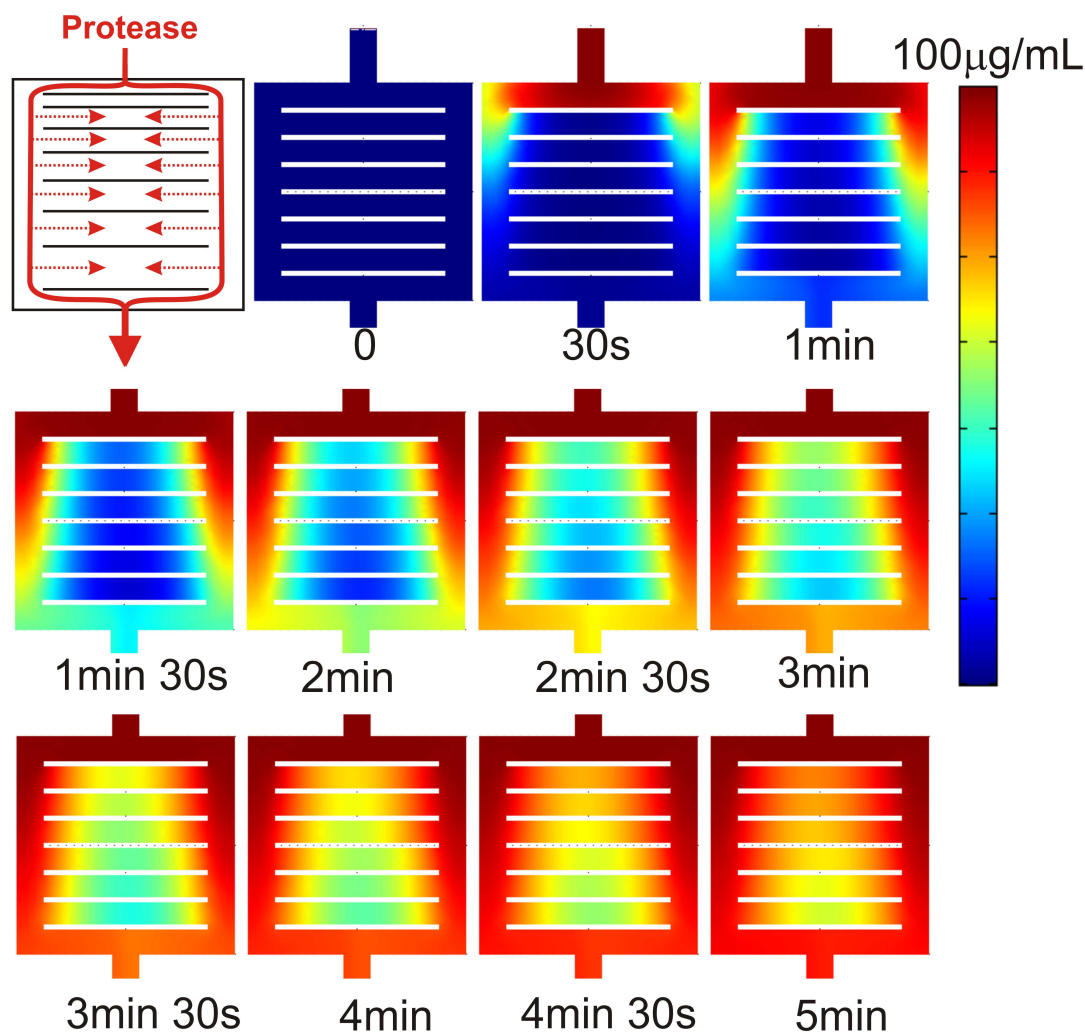 Protease
100μg/mL
0
30s
1min
1min 30s
2min
2min 30s
3min
3min 30s
4min
4min 30s
5min